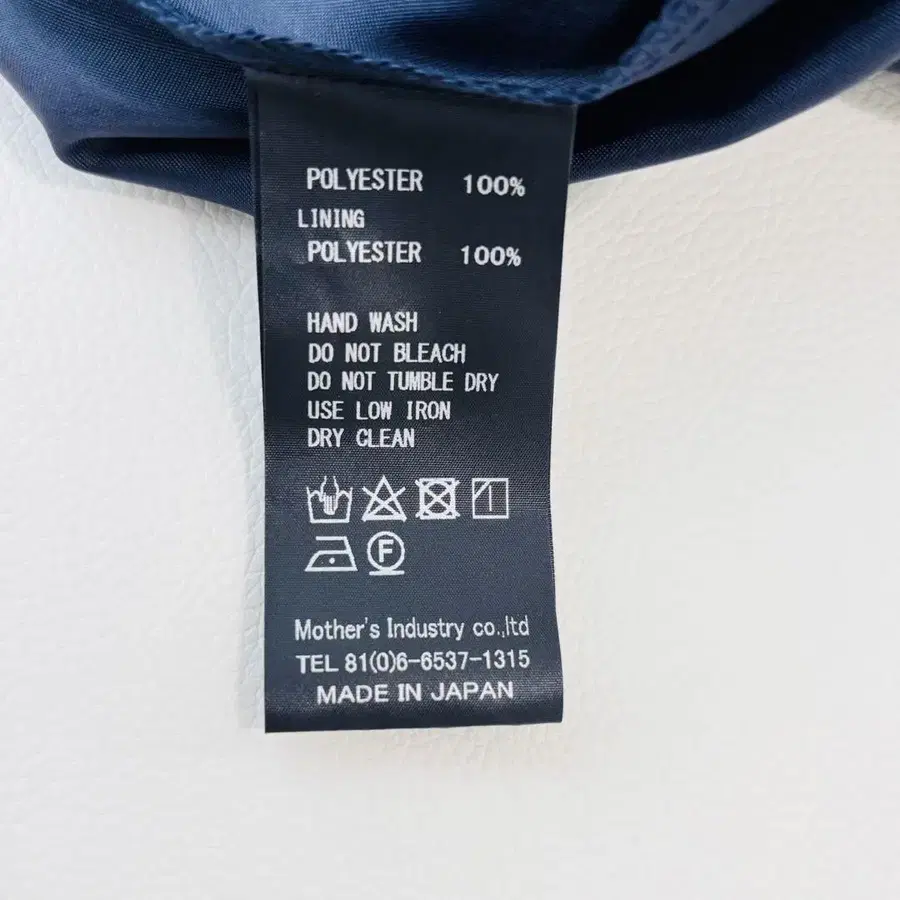 POLYESTER 100%
LINING
POLYESTER 100%
HAND WASH
DO NOT BLEACH
DO NOT TUMBLE DRY
USE LOW IRON
DRY CLEAN
F
Mother's Industry co.,ltd
TEL 81(0)6-6537-1315
MADE IN JAPAN